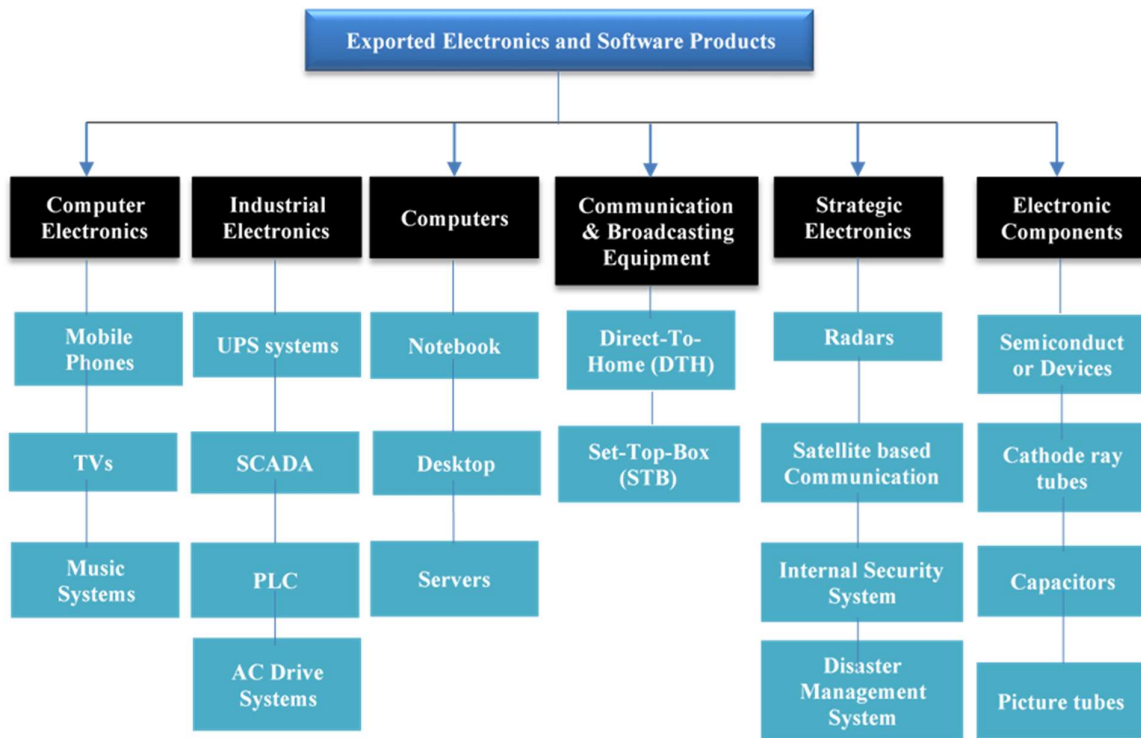 Exported Electronics and Software Products
Computer
Electronics
Industrial
Electronics
Computers
Communication
& Broadcasting
Equipment
Strategic
Electronics
Electronic
Components
Mobile
Phones
UPS systems
Notebook
Direct-To-
Home (DTH)
Radars
Semiconduct
or Devices
TVs
SCADA
Desktop
Set-Top-Box
(STB)
Satellite based
Communication
Cathode ray
tubes
Music
Systems
PLC
Servers
Internal Security
System
Capacitors
AC Drive
Systems
Disaster
Management
System
Picture tubes